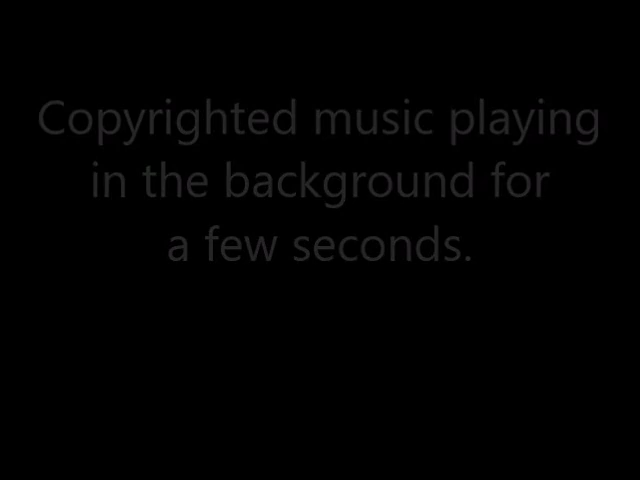 Copyrighted music playing
in the background for
a few seconds.